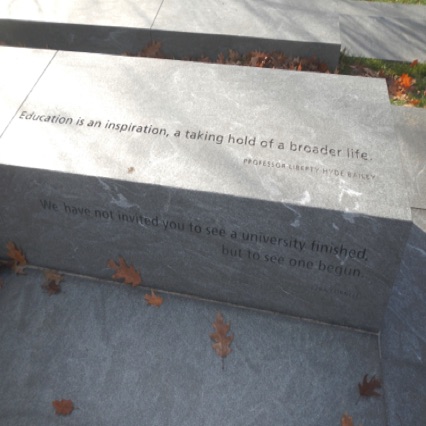 Education is an inspiration, a taking hold of a broader life.
PROFESSOR LIBERTY HYDE BAILEY
We have not invited you to see a university finished,
but to see one begun.